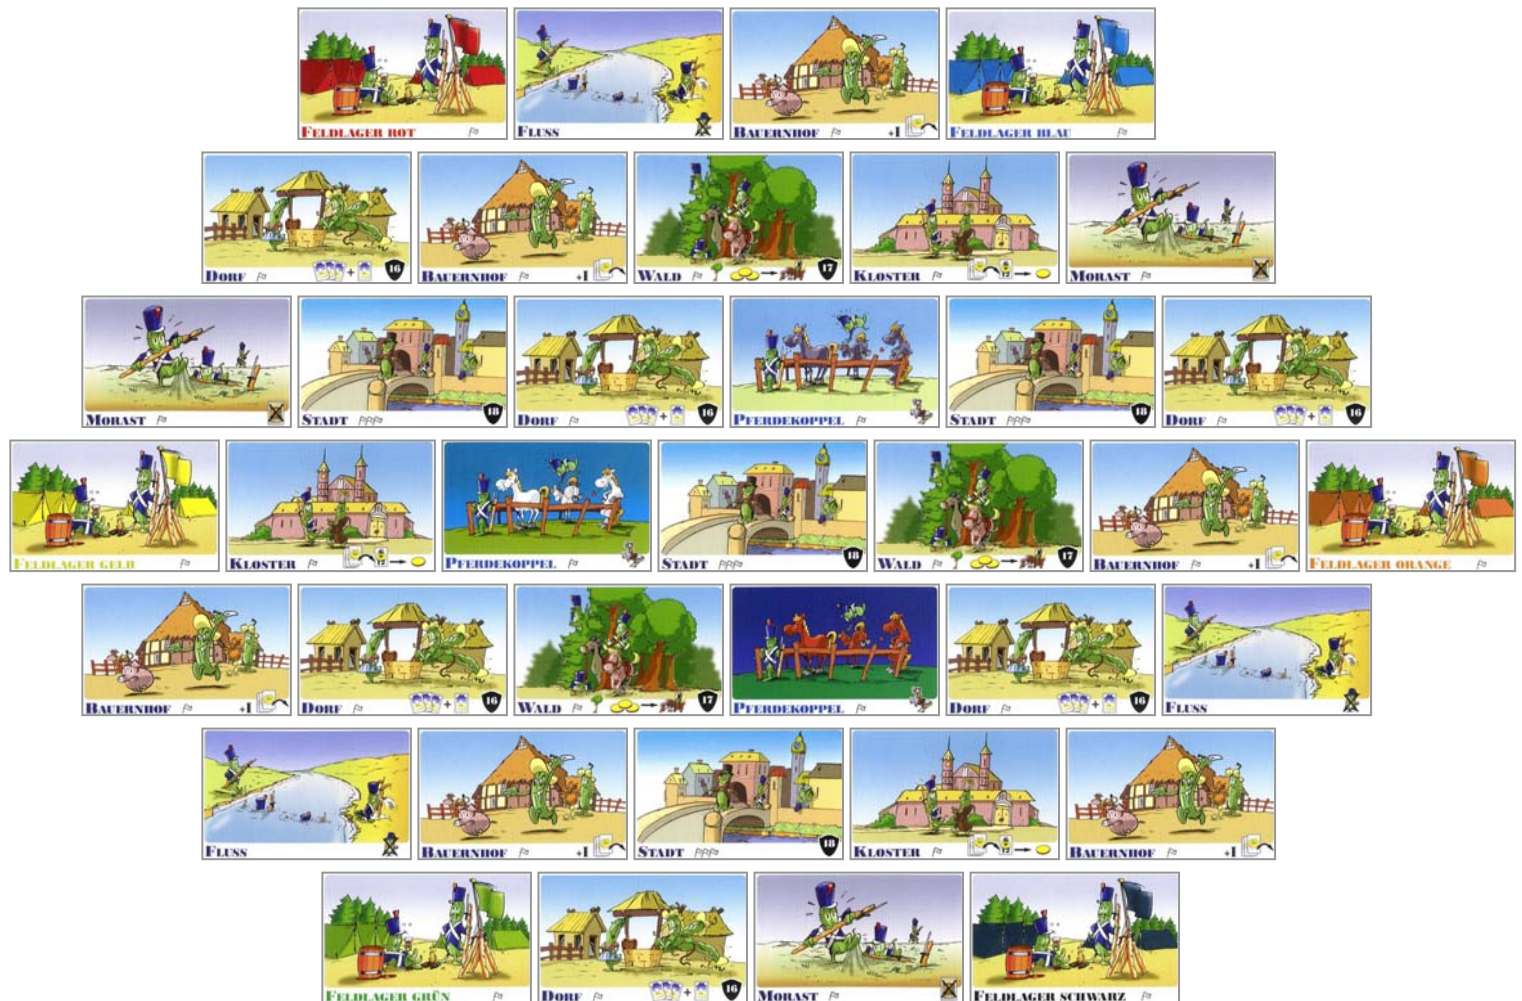 FELDLAGER ROT
FLUSS
BAUERNHOF +1
FELDLAGER BLAU
DORF + 16
BAUERNHOF +1
WALD 17
KLOSTER 12
MORAST
MORAST
STADT 18
DORF + 16
PFERDEKOPPEL
STADT 18
DORF + 16
FELDLAGER GELB
KLOSTER 12
PFERDEKOPPEL
STADT 18
WALD 17
BAUERNHOF +1
FELDLAGER ORANGE
BAUERNHOF +1
DORF + 16
WALD 17
PFERDEKOPPEL
DORF + 16
FLUSS
FLUSS
BAUERNHOF +1
STADT 18
KLOSTER 12
BAUERNHOF +1
FELDLAGER GRÜN
DORF + 16
MORAST
FELDLAGER SCHWARZ